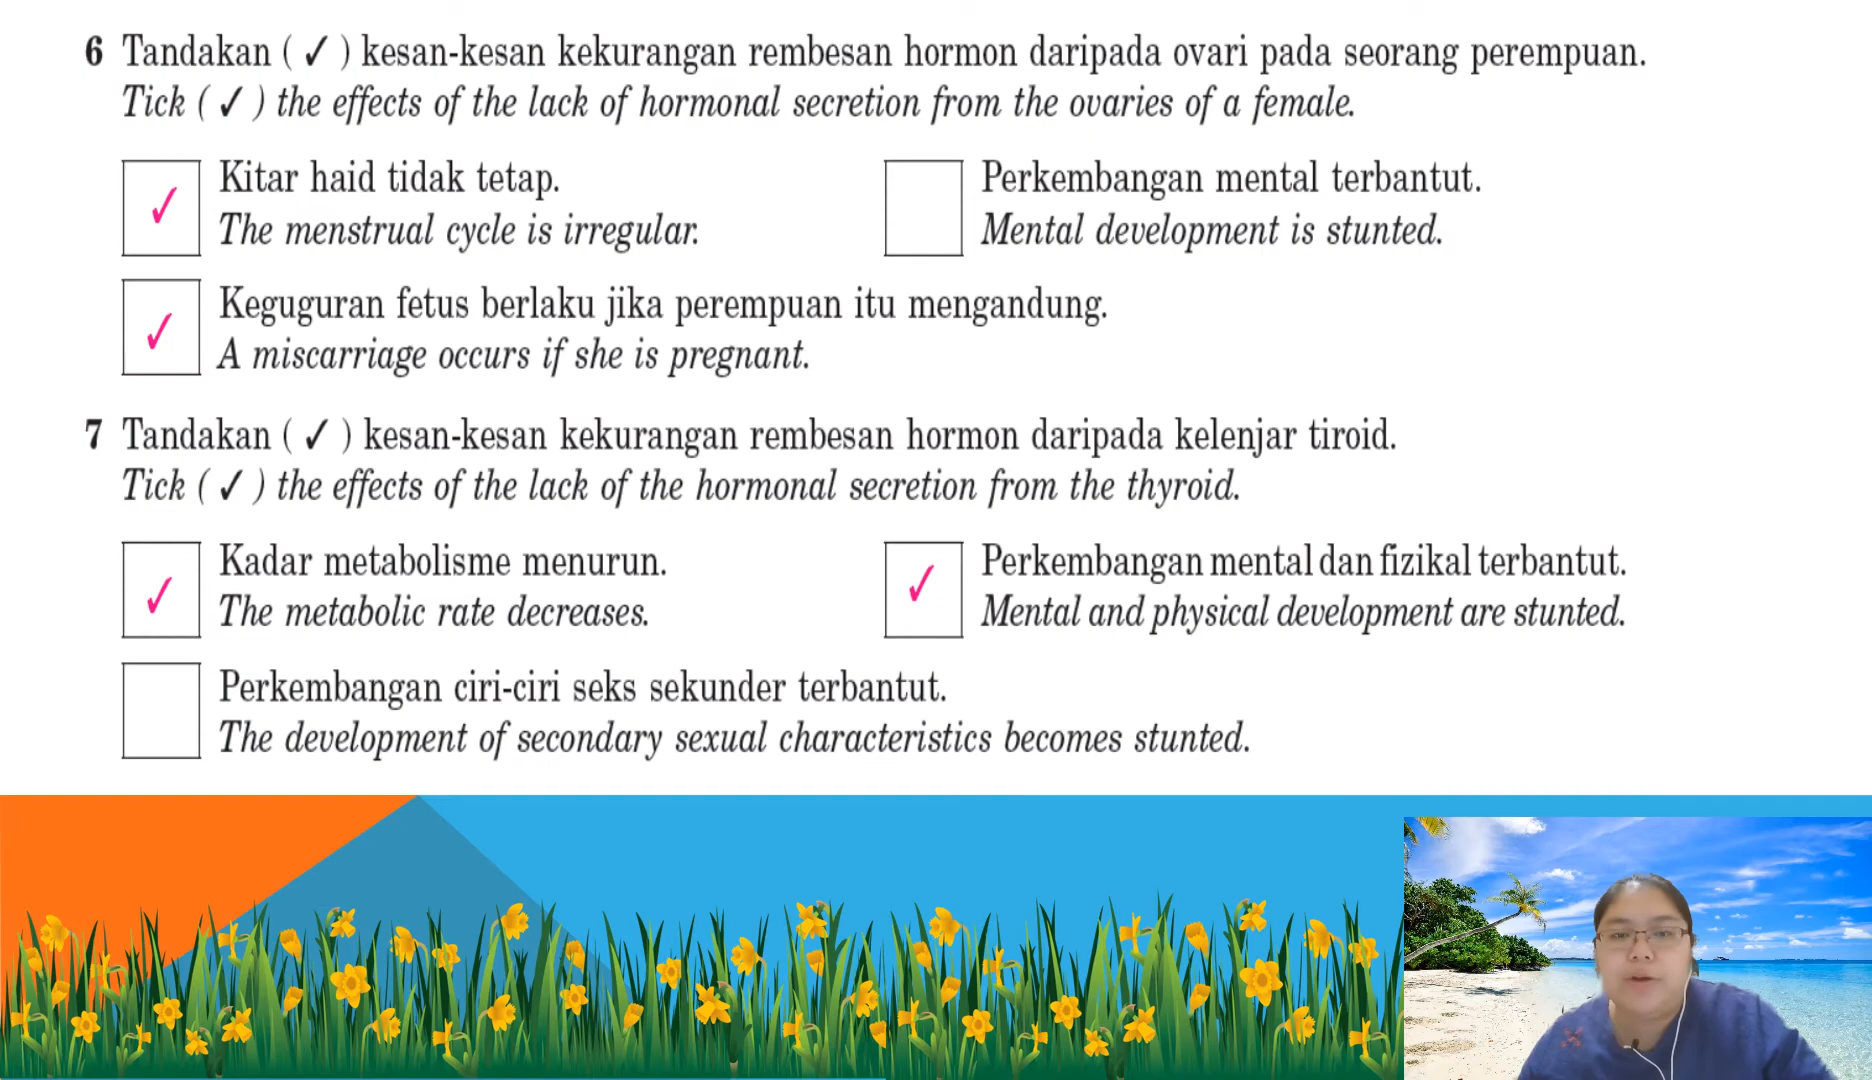 6 Tandakan ( ✓ ) kesan-kesan kekurangan rembesan hormon daripada ovari pada seorang perempuan.
Tick ( ✓ ) the effects of the lack of hormonal secretion from the ovaries of a female.
✓ Kitar haid tidak tetap.
The menstrual cycle is irregular.
Perkembangan mental terbantut.
Mental development is stunted.
✓ Keguguran fetus berlaku jika perempuan itu mengandung.
A miscarriage occurs if she is pregnant.
7 Tandakan ( ✓ ) kesan-kesan kekurangan rembesan hormon daripada kelenjar tiroid.
Tick ( ✓ ) the effects of the lack of the hormonal secretion from the thyroid.
✓ Kadar metabolisme menurun.
The metabolic rate decreases.
✓ Perkembangan mental dan fizikal terbantut.
Mental and physical development are stunted.
Perkembangan ciri-ciri seks sekunder terbantut.
The development of secondary sexual characteristics becomes stunted.